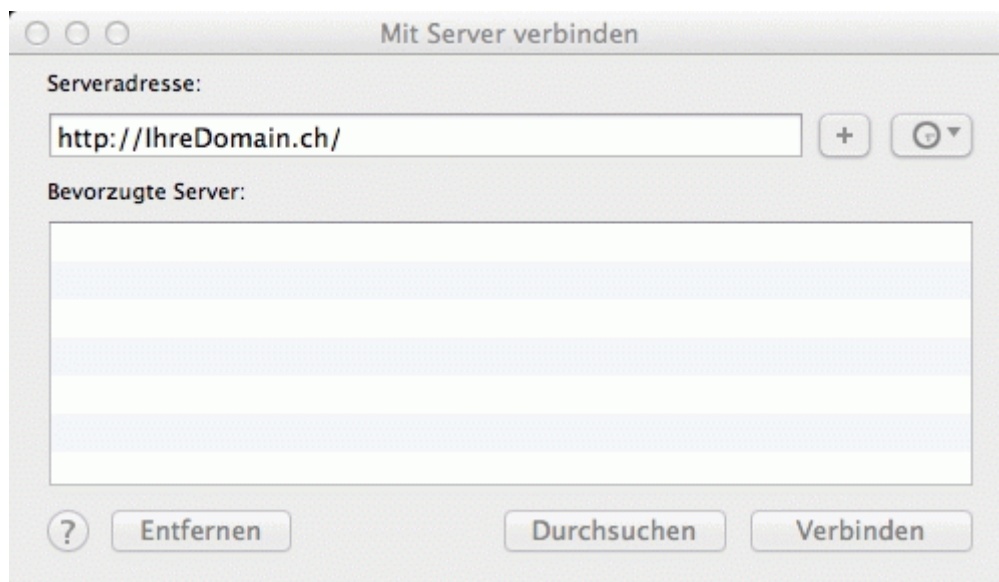 Mit Server verbinden
Serveradresse:
http://IhreDomain.ch/
+
Bevorzugte Server:
? Entfernen Durchsuchen Verbinden